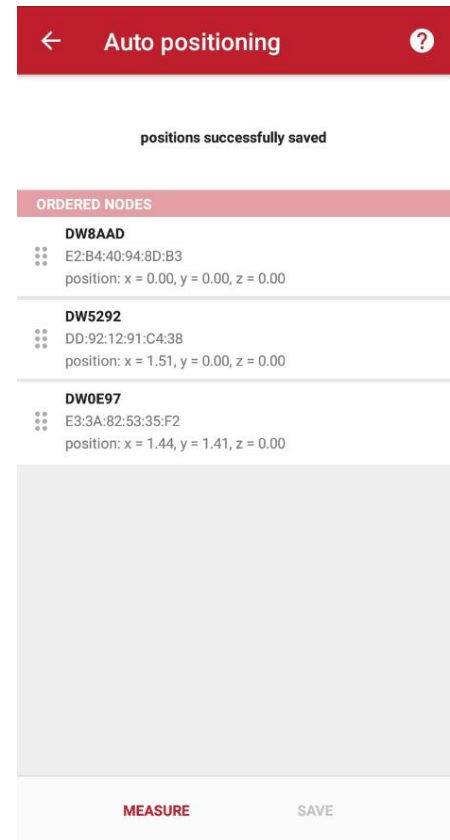 Auto positioning
?
positions successfully saved
ORDERED NODES
DW8AAD
E2:B4:40:94:8D:B3
position: x = 0.00, y = 0.00, z = 0.00
DW5292
DD:92:12:91:C4:38
position: x = 1.51, y = 0.00, z = 0.00
DW0E97
E3:3A:82:53:35:F2
position: x = 1.44, y = 1.41, z = 0.00
MEASURE SAVE